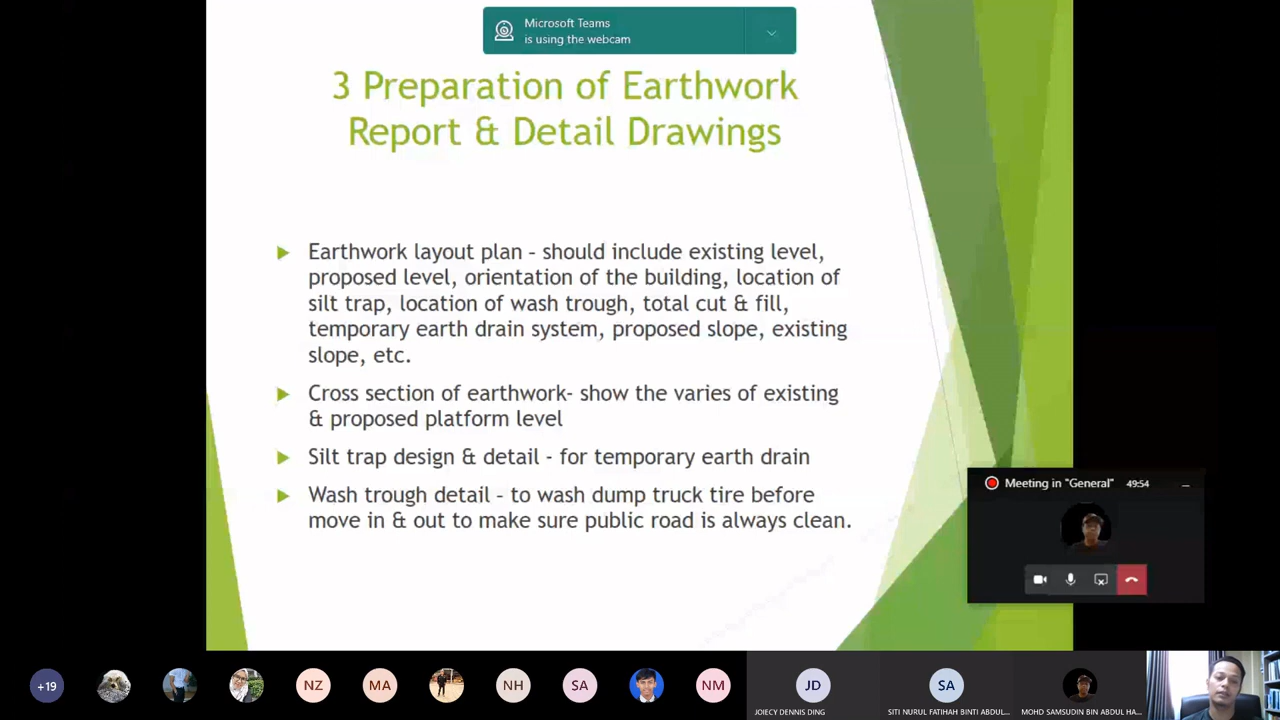 Microsoft Teams
is using the webcam
3 Preparation of Earthwork
Report & Detail Drawings
Earthwork layout plan – should include existing level,
proposed level, orientation of the building, location of
silt trap, location of wash trough, total cut & fill,
temporary earth drain system, proposed slope, existing
slope, etc.
Cross section of earthwork- show the varies of existing
& proposed platform level
Silt trap design & detail - for temporary earth drain
Wash trough detail – to wash dump truck tire before
move in & out to make sure public road is always clean.
Meeting in "General" 49:54
+19
NZ
MA
NH
SA
NM
JD
SA
JOIECY DENNIS DING
SITI NURUL FATIHAH BINTI ABDUL...
MOHD SAMSUDIN BIN ABDUL HA...